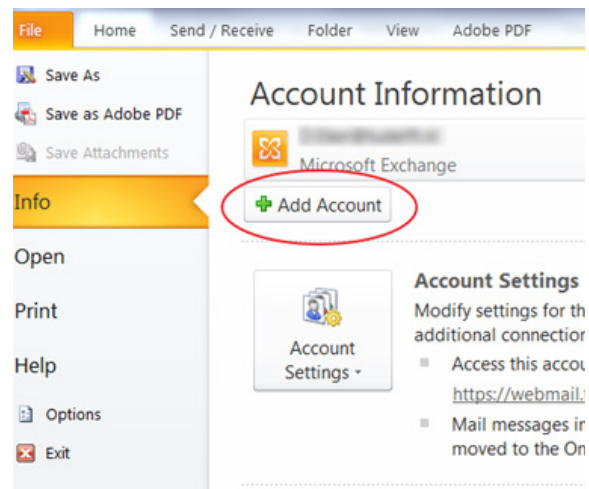 File Home Send / Receive Folder View Adobe PDF
Save As
Save as Adobe PDF
Save Attachments
Info
Open
Print
Help
Options
Exit
Account Information
Microsoft Exchange
Add Account
Account
Settings
Account Settings
Modify settings for th
additional connection
Access this accou
https://webmail.
Mail messages in
moved to the On